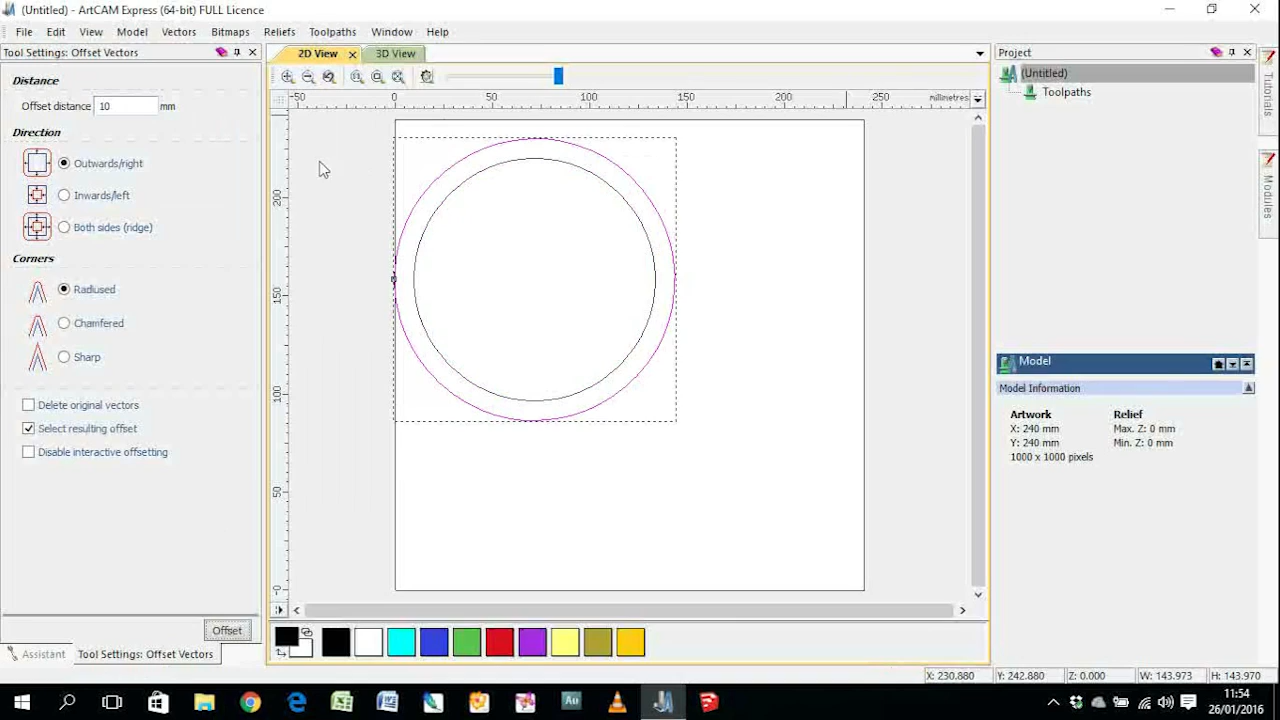 (Untitled) - ArtCAM Express (64-bit) FULL Licence
File Edit View Model Vectors Bitmaps Reliefs Toolpaths Window Help
Tool Settings: Offset Vectors
Distance
Offset distance 10 mm
Direction
Outwards/right
Inwards/left
Both sides (ridge)
Corners
Radiused
Chamfered
Sharp
Delete original vectors
Select resulting offset
Disable interactive offsetting
Offset
Assistant Tool Settings: Offset Vectors
2D View 3D View
-50 0 50 100 150 200 250 millimetres
200
150
100
50
-0
Project
(Untitled)
Toolpaths
Tutorials
Modules
Model
Model Information
Artwork Relief
X: 240 mm Max. Z: 0 mm
Y: 240 mm Min. Z: 0 mm
1000 x 1000 pixels
X: 230.880 Y: 242.880 Z: 0.000 W: 143.973 H: 143.970
Au
11:54
26/01/2016